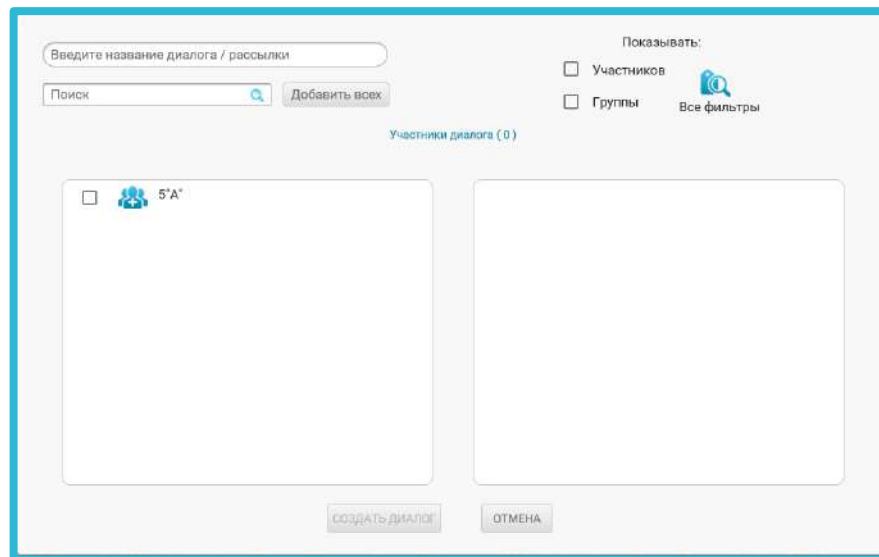 Введите название диалога / рассылки
Поиск
Добавить всех
Показывать:
Участников
Группы
Все фильтры
Участники диалога ( 0 )
5"А"
СОЗДАТЬ ДИАЛОГ
ОТМЕНА